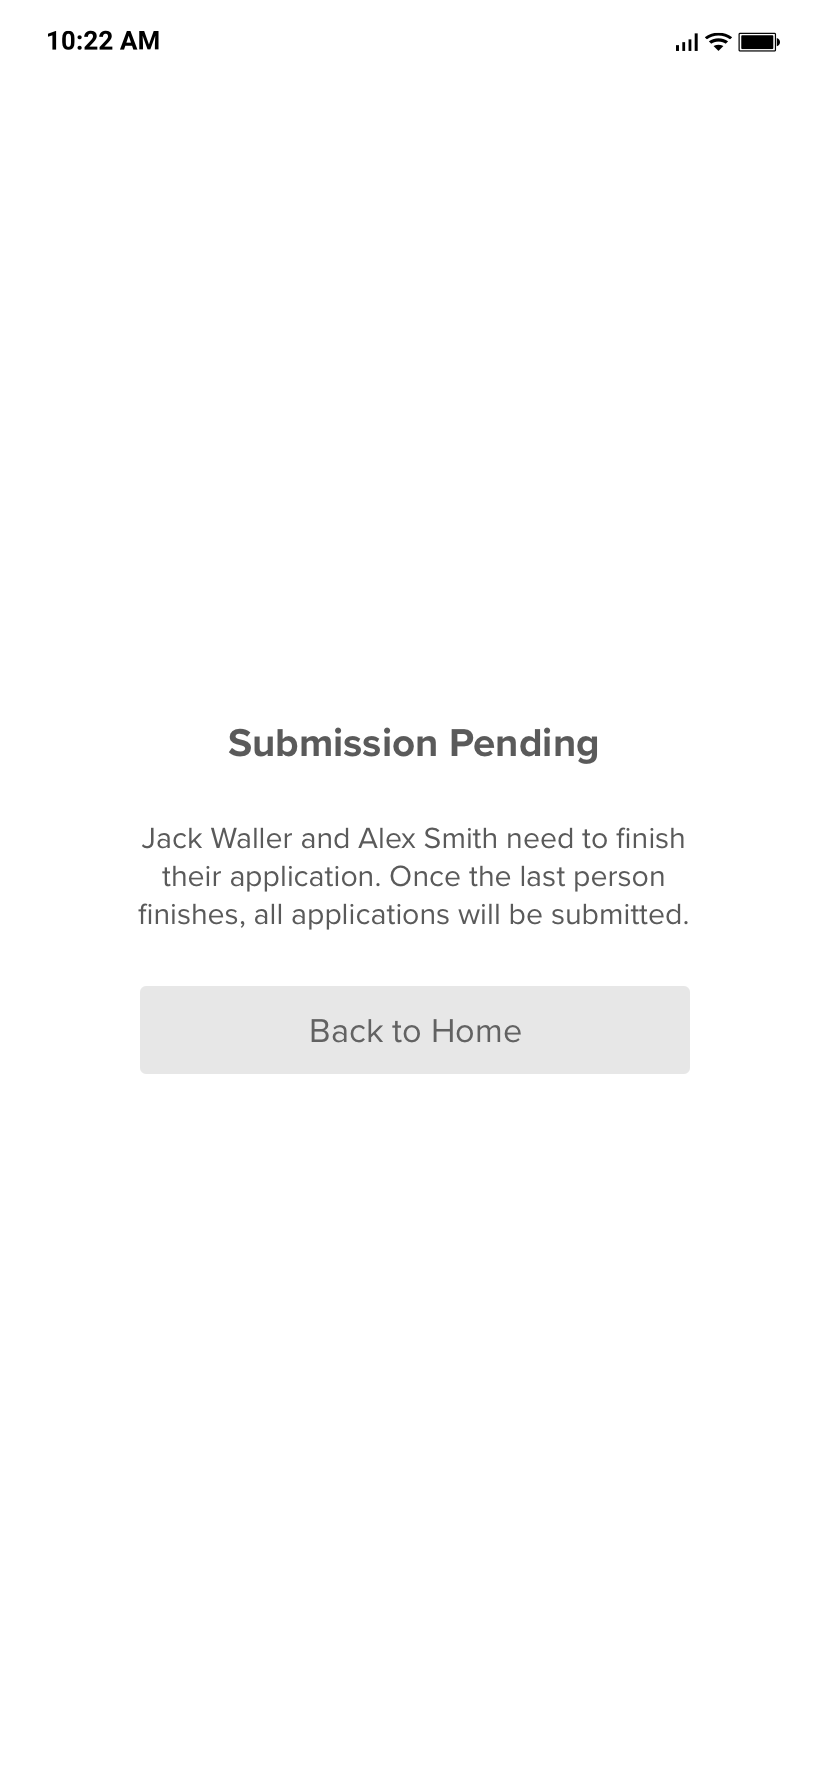 10:22 AM
Submission Pending
Jack Waller and Alex Smith need to finish
their application. Once the last person
finishes, all applications will be submitted.
Back to Home